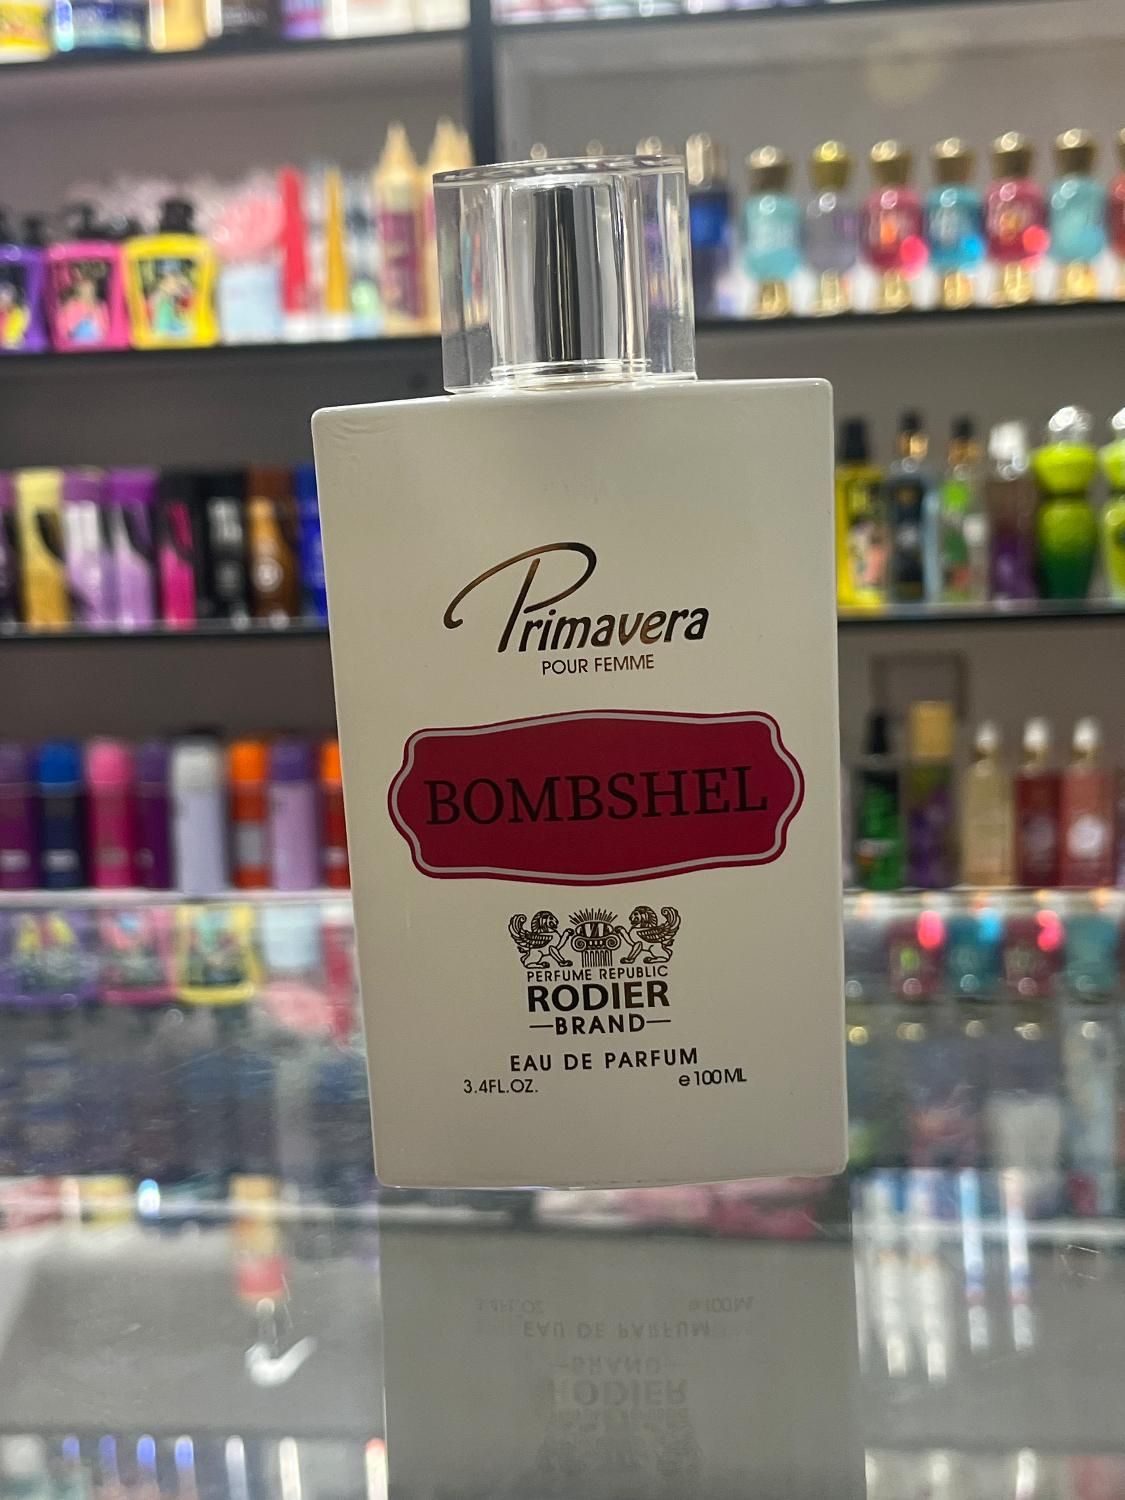 Primavera
POUR FEMME
BOMBSHEL
PERFUME REPUBLIC
RODIER
—BRAND—
EAU DE PARFUM
3.4FL.OZ. e100ML